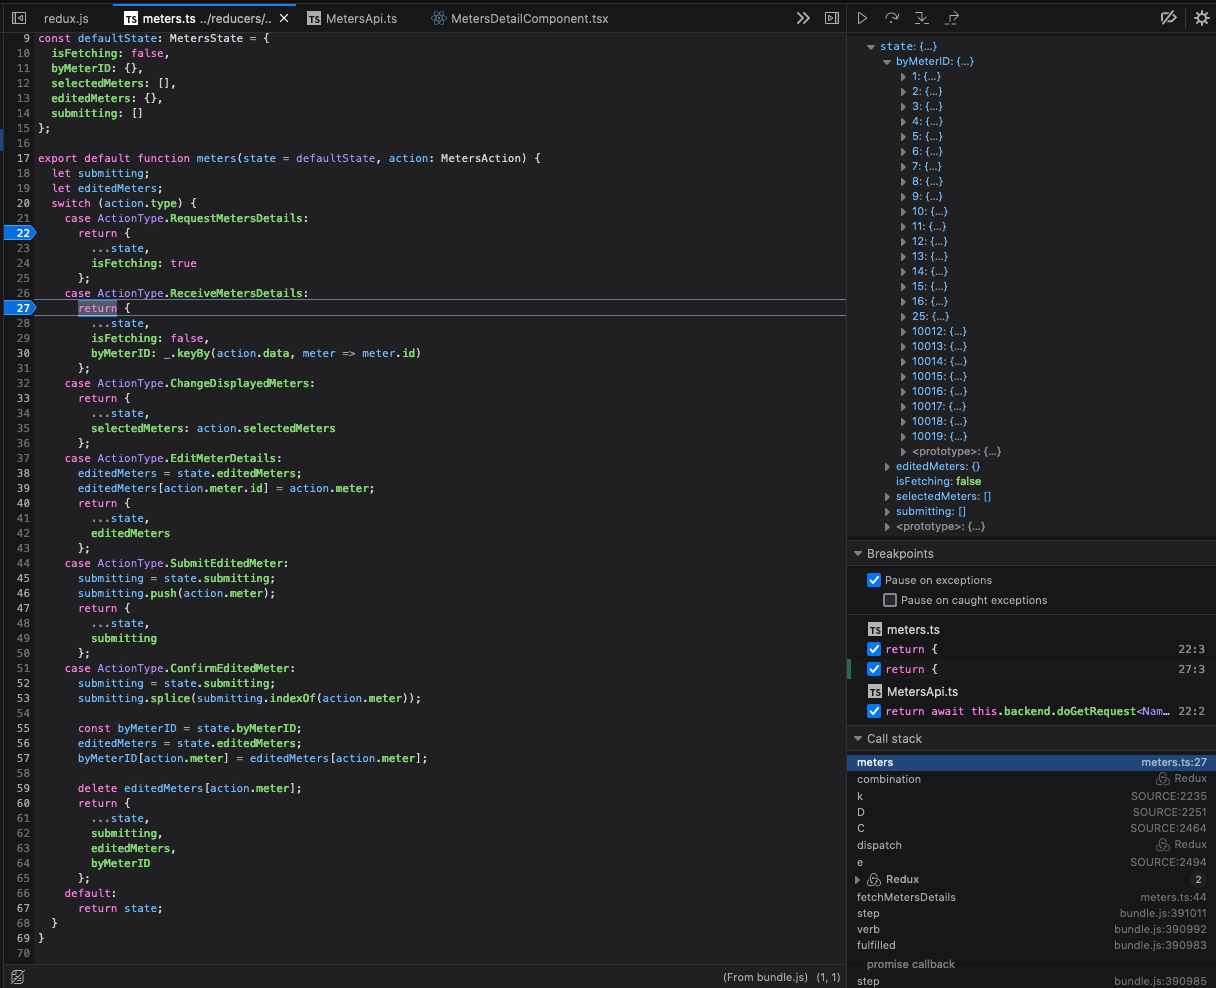 redux.js
TS meters.ts ../reducers/..
TS MetersApi.ts
MetersDetailComponent.tsx
9 const defaultState: MetersState = {
10 isFetching: false,
11 byMeterID: {},
12 selectedMeters: [],
13 editedMeters: {},
14 submitting: []
15 };
16
17 export default function meters(state = defaultState, action: MetersAction) {
18 let submitting;
19 let editedMeters;
20 switch (action.type) {
21 case ActionType.RequestMetersDetails:
22 return {
23 ...state,
24 isFetching: true
25 };
26 case ActionType.ReceiveMetersDetails:
27 return {
28 ...state,
29 isFetching: false,
30 byMeterID: _.keyBy(action.data, meter => meter.id)
31 };
32 case ActionType.ChangeDisplayedMeters:
33 return {
34 ...state,
35 selectedMeters: action.selectedMeters
36 };
37 case ActionType.EditMeterDetails:
38 editedMeters = state.editedMeters;
39 editedMeters[action.meter.id] = action.meter;
40 return {
41 ...state,
42 editedMeters
43 };
44 case ActionType.SubmitEditedMeter:
45 submitting = state.submitting;
46 submitting.push(action.meter);
47 return {
48 ...state,
49 submitting
50 };
51 case ActionType.ConfirmEditedMeter:
52 submitting = state.submitting;
53 submitting.splice(submitting.indexOf(action.meter));
54
55 const byMeterID = state.byMeterID;
56 editedMeters = state.editedMeters;
57 byMeterID[action.meter] = editedMeters[action.meter];
58
59 delete editedMeters[action.meter];
60 return {
61 ...state,
62 submitting,
63 editedMeters,
64 byMeterID
65 };
66 default:
67 return state;
68 }
69 }
70
(From bundle.js) (1, 1)
state: {…}
byMeterID: {…}
1: {…}
2: {…}
3: {…}
4: {…}
5: {…}
6: {…}
7: {…}
8: {…}
9: {…}
10: {…}
11: {…}
12: {…}
13: {…}
14: {…}
15: {…}
16: {…}
25: {…}
10012: {…}
10013: {…}
10014: {…}
10015: {…}
10016: {…}
10017: {…}
10018: {…}
10019: {…}
<prototype>: {…}
editedMeters: {}
isFetching: false
selectedMeters: []
submitting: []
<prototype>: {…}
Breakpoints
Pause on exceptions
Pause on caught exceptions
TS meters.ts
return { 22:3
return { 27:3
TS MetersApi.ts
return await this.backend.doGetRequest<Nam… 22:2
Call stack
meters meters.ts:27
combination Redux
k SOURCE:2235
D SOURCE:2251
C SOURCE:2464
dispatch Redux
e SOURCE:2494
Redux 2
fetchMetersDetails meters.ts:44
step bundle.js:391011
verb bundle.js:390992
fulfilled bundle.js:390983
promise callback
step bundle.js:390985